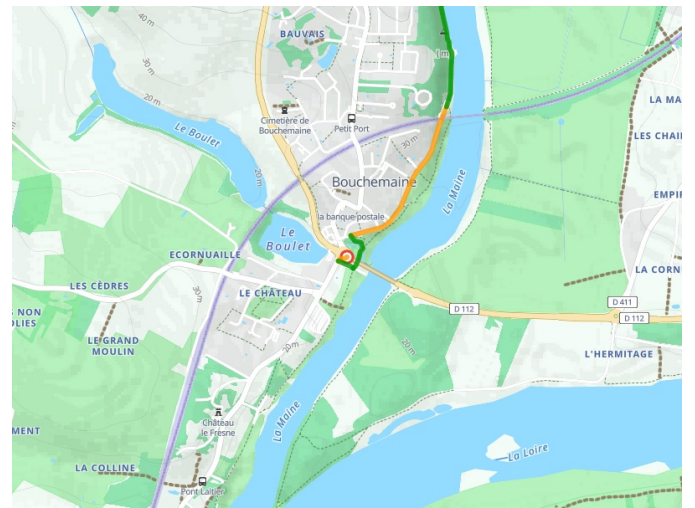 40 m
BAUVAIS
30 m
20 m
Le Boulet
Cimetière de
Bouchemaine
Petit Port
30 m
LES CHAI
LA MA
Bouchemaine
La Maine
EMPI
20 m
la banque postale
Le
Boulet
ECORNUAILLE
LES CÈDRES
LE CHÂTEAU
LA CORN
30 m
D 411
D 112
D 112
S NON
OLIES
LE GRAND
MOULIN
20 m
20 m
L'HERMITAGE
Château
le Fresne
La Maine
MENT
LA COLLINE
La Loire
Pont Laitier